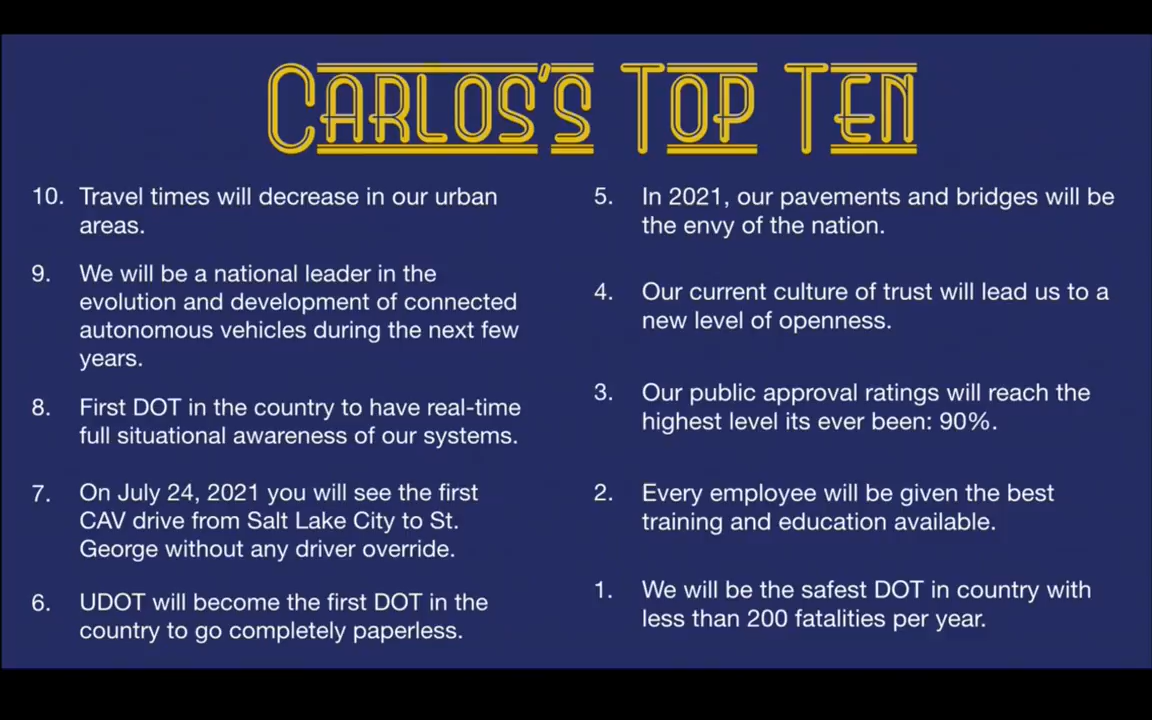 Carlos's Top Ten
10. Travel times will decrease in our urban
areas.
9. We will be a national leader in the
evolution and development of connected
autonomous vehicles during the next few
years.
8. First DOT in the country to have real-time
full situational awareness of our systems.
7. On July 24, 2021 you will see the first
CAV drive from Salt Lake City to St.
George without any driver override.
6. UDOT will become the first DOT in the
country to go completely paperless.
5. In 2021, our pavements and bridges will be
the envy of the nation.
4. Our current culture of trust will lead us to a
new level of openness.
3. Our public approval ratings will reach the
highest level its ever been: 90%.
2. Every employee will be given the best
training and education available.
1. We will be the safest DOT in country with
less than 200 fatalities per year.